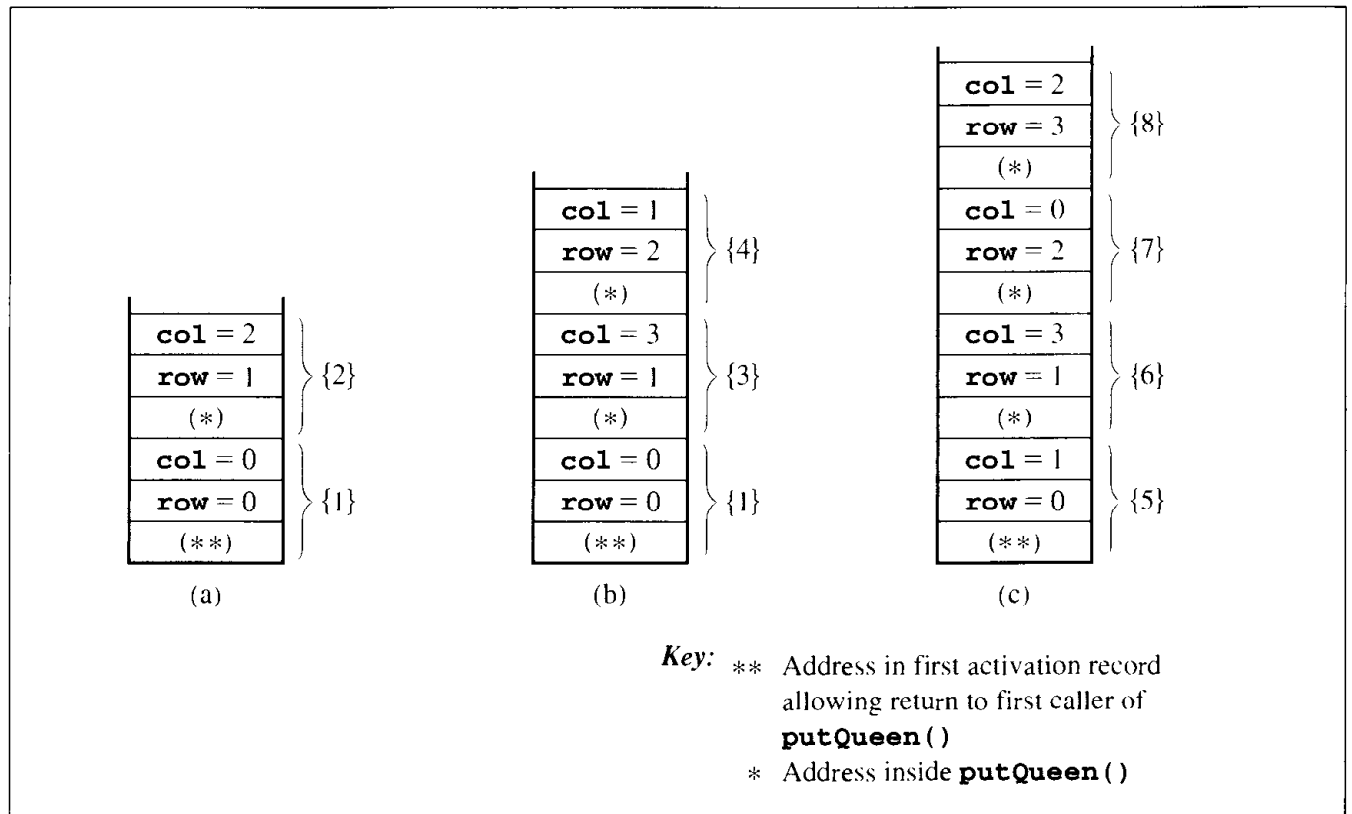 col = 2
row = 1
(*)
col = 0
row = 0
(**)
{2}
{1}
(a)
col = 1
row = 2
(*)
col = 3
row = 1
(*)
col = 0
row = 0
(**)
{4}
{3}
{1}
(b)
col = 2
row = 3
(*)
col = 0
row = 2
(*)
col = 3
row = 1
(*)
col = 1
row = 0
(**)
{8}
{7}
{6}
{5}
(c)
Key: ** Address in first activation record
allowing return to first caller of
putQueen()
* Address inside putQueen()